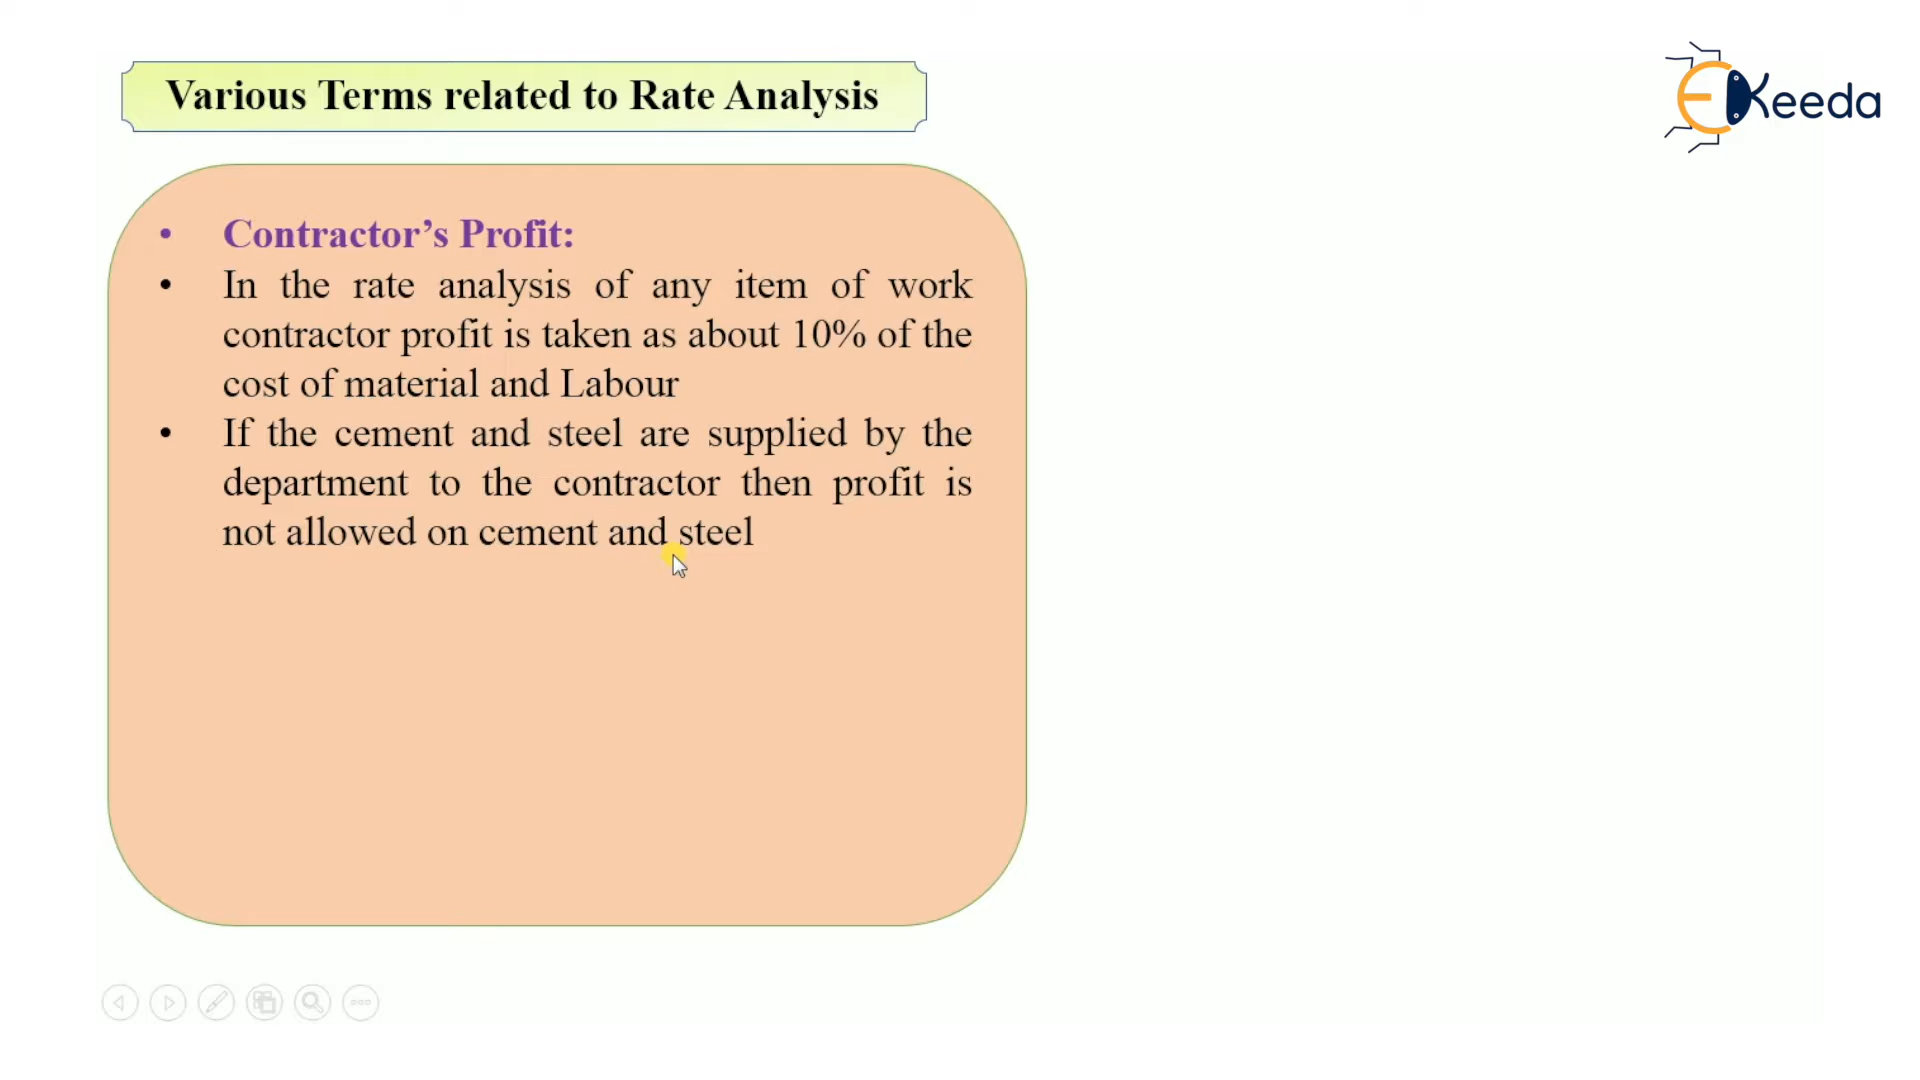 Various Terms related to Rate Analysis
EKeeda
• Contractor’s Profit:
• In the rate analysis of any item of work
contractor profit is taken as about 10% of the
cost of material and Labour
• If the cement and steel are supplied by the
department to the contractor then profit is
not allowed on cement and steel